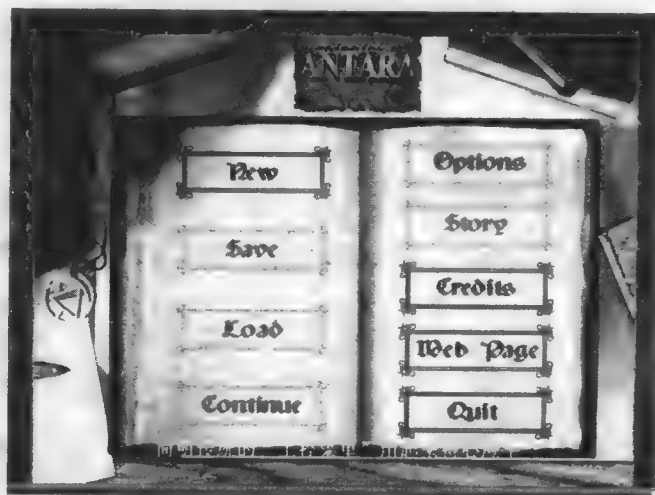 ANTARA
New
Save
Load
Continue
Options
Story
Credits
Web Page
Quit